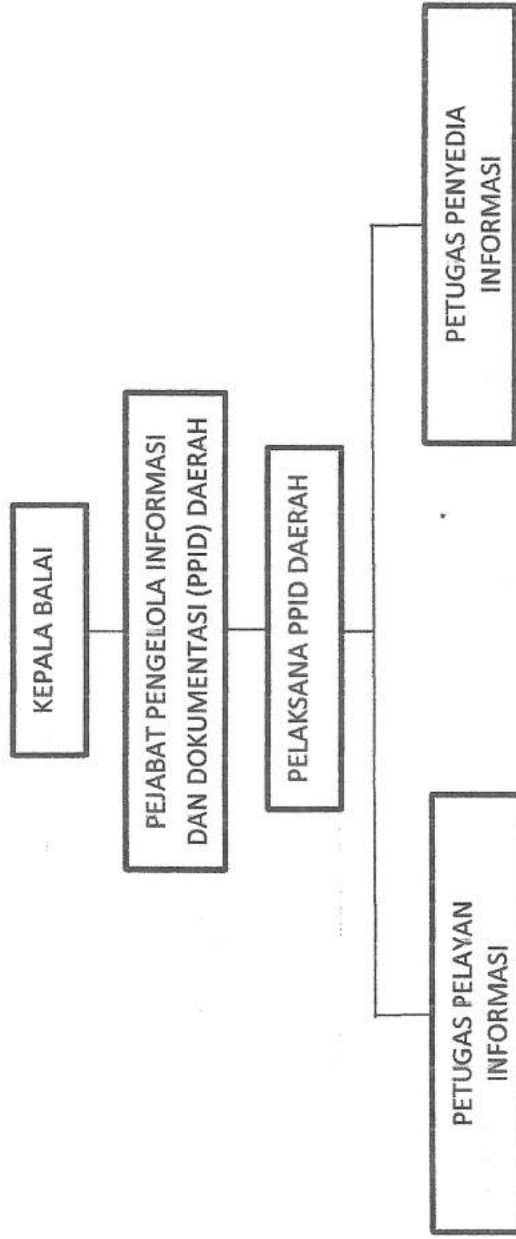 KEPALA BALAI
PEJABAT PENGELOLA INFORMASI
DAN DOKUMENTASI (PPID) DAERAH
PELAKSANA PPID DAERAH
PETUGAS PELAYAN
INFORMASI
PETUGAS PENYEDIA
INFORMASI